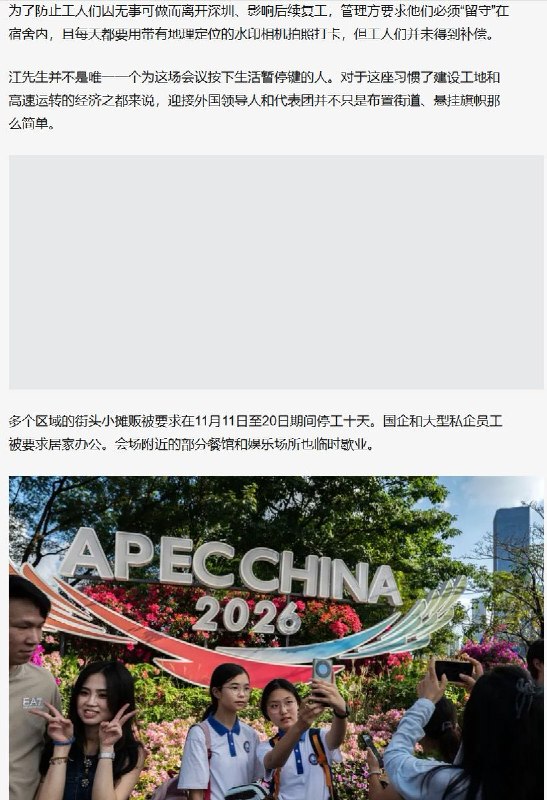 为了防止工人们因无事可做而离开深圳、影响后续复工，管理方要求他们必须“留守”在
宿舍内，且每天都要用带有地理定位的水印相机拍照打卡，但工人们并未得到补偿。
江先生并不是唯一一个为这场会议按下生活暂停键的人。对于这座习惯了建设工地和
高速运转的经济之都来说，迎接外国领导人和代表团并不只是布置街道、悬挂旗帜那
么简单。
多个区域的街头小摊贩被要求在11月11日至20日期间停工十天。国企和大型私企员工
被要求居家办公。会场附近的部分餐馆和娱乐场所也临时歇业。
APEC CHINA
2026
EA7